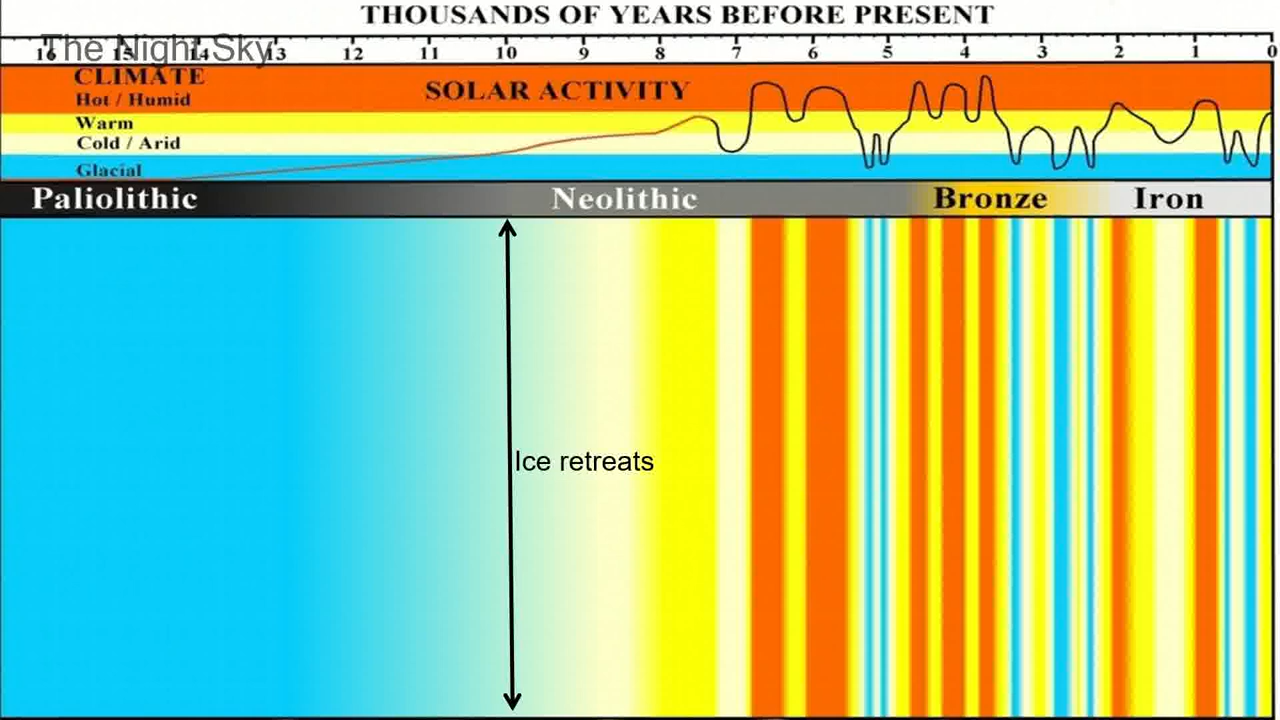 THOUSANDS OF YEARS BEFORE PRESENT
The Night Sky
16 15 14 13 12 11 10 9 8 7 6 5 4 3 2 1 0
CLIMATE
SOLAR ACTIVITY
Hot / Humid
Warm
Cold / Arid
Glacial
Paliolithic Neolithic Bronze Iron
Ice retreats